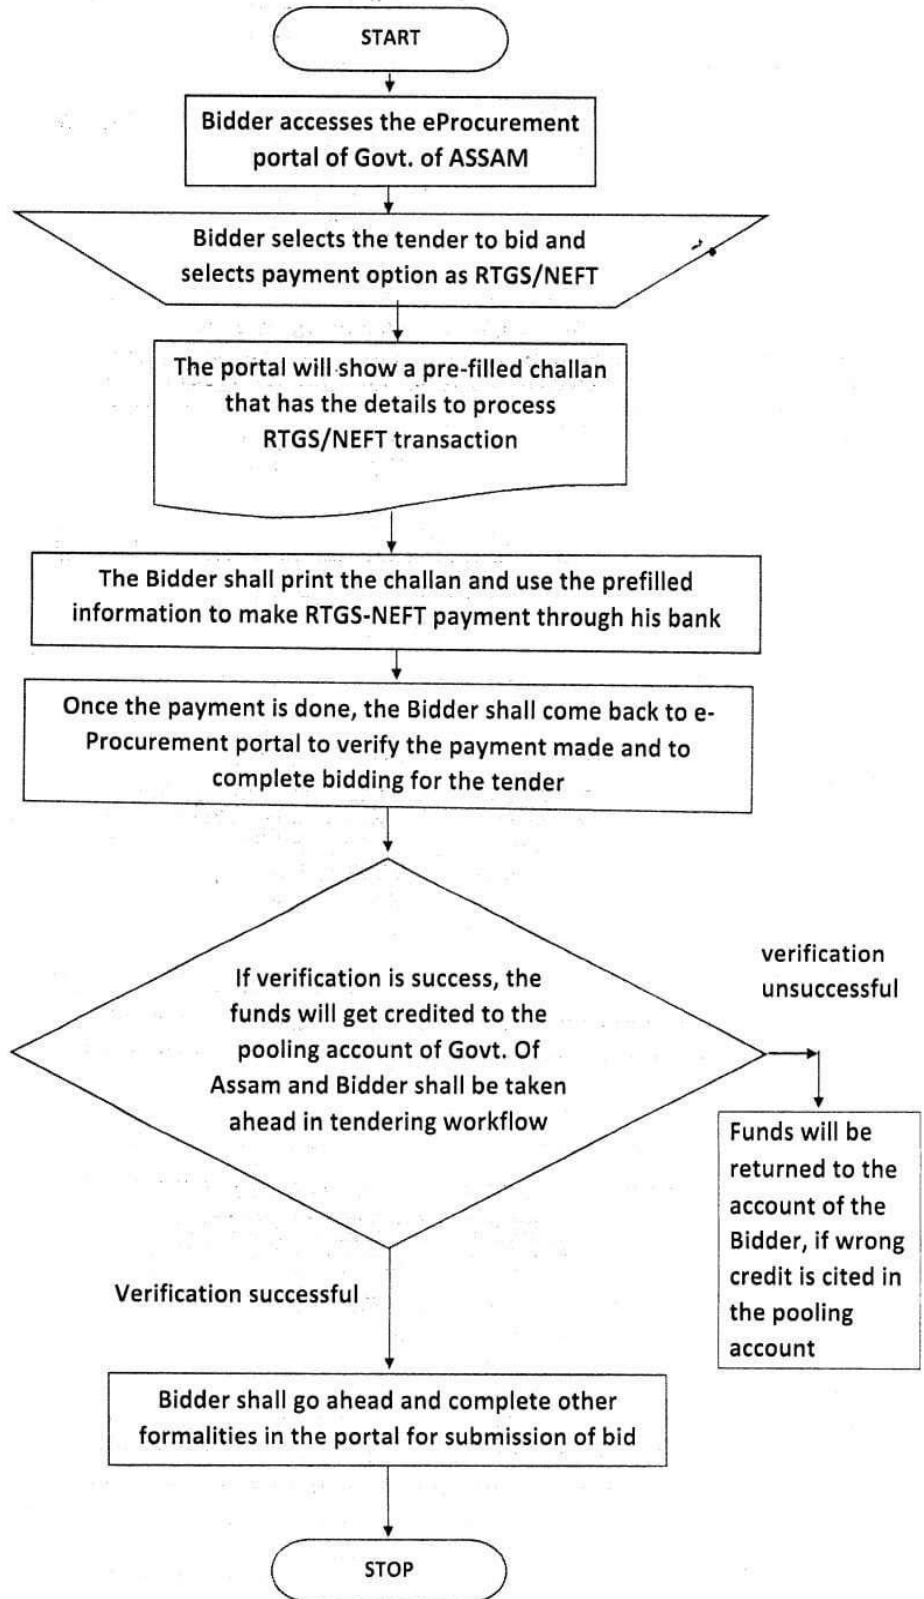 START
Bidder accesses the eProcurement
portal of Govt. of ASSAM
Bidder selects the tender to bid and
selects payment option as RTGS/NEFT
The portal will show a pre-filled challan
that has the details to process
RTGS/NEFT transaction
The Bidder shall print the challan and use the prefilled
information to make RTGS-NEFT payment through his bank
Once the payment is done, the Bidder shall come back to e-
Procurement portal to verify the payment made and to
complete bidding for the tender
If verification is success, the
funds will get credited to the
pooling account of Govt. Of
Assam and Bidder shall be taken
ahead in tendering workflow
verification
unsuccessful
Funds will be
returned to the
account of the
Bidder, if wrong
credit is cited in
the pooling
account
Verification successful
Bidder shall go ahead and complete other
formalities in the portal for submission of bid
STOP